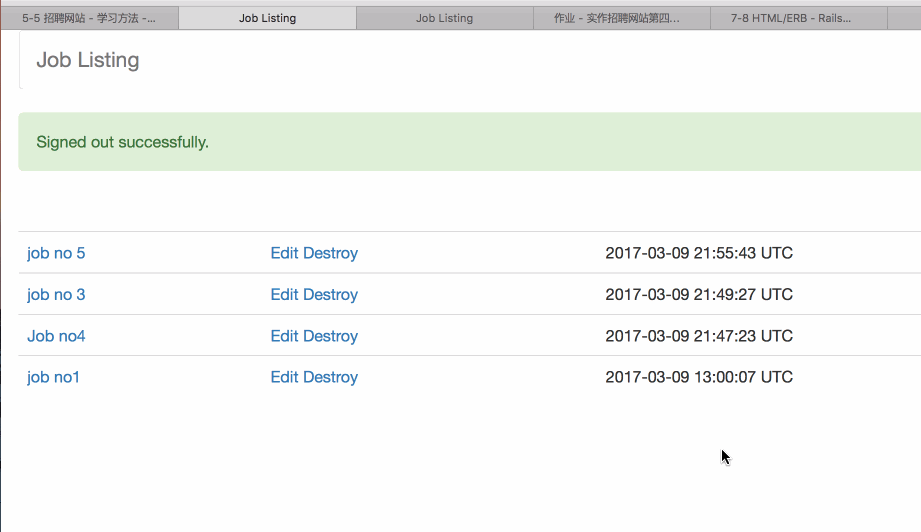 5-5 招聘网站 - 学习方法 -... Job Listing Job Listing 作业 - 实作招聘网站第四... 7-8 HTML/ERB - Rails...
Job Listing
Signed out successfully.
job no 5 Edit Destroy 2017-03-09 21:55:43 UTC
job no 3 Edit Destroy 2017-03-09 21:49:27 UTC
Job no4 Edit Destroy 2017-03-09 21:47:23 UTC
job no1 Edit Destroy 2017-03-09 13:00:07 UTC